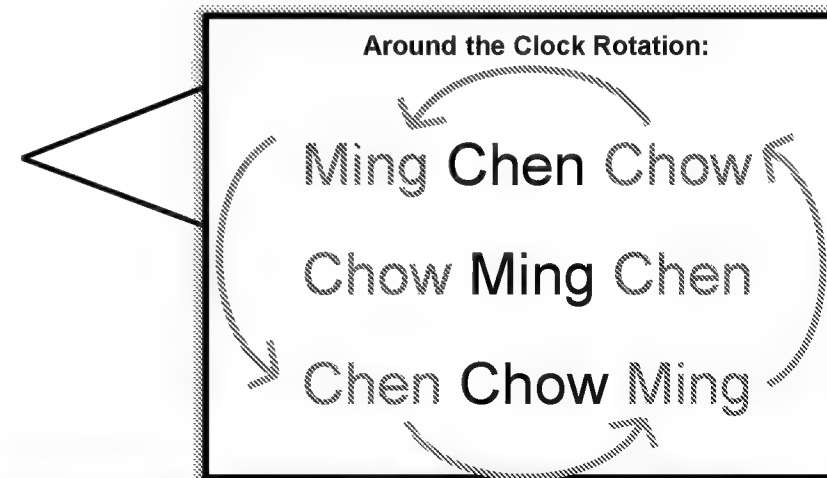 Around the Clock Rotation:
Ming Chen Chow
Chow Ming Chen
Chen Chow Ming